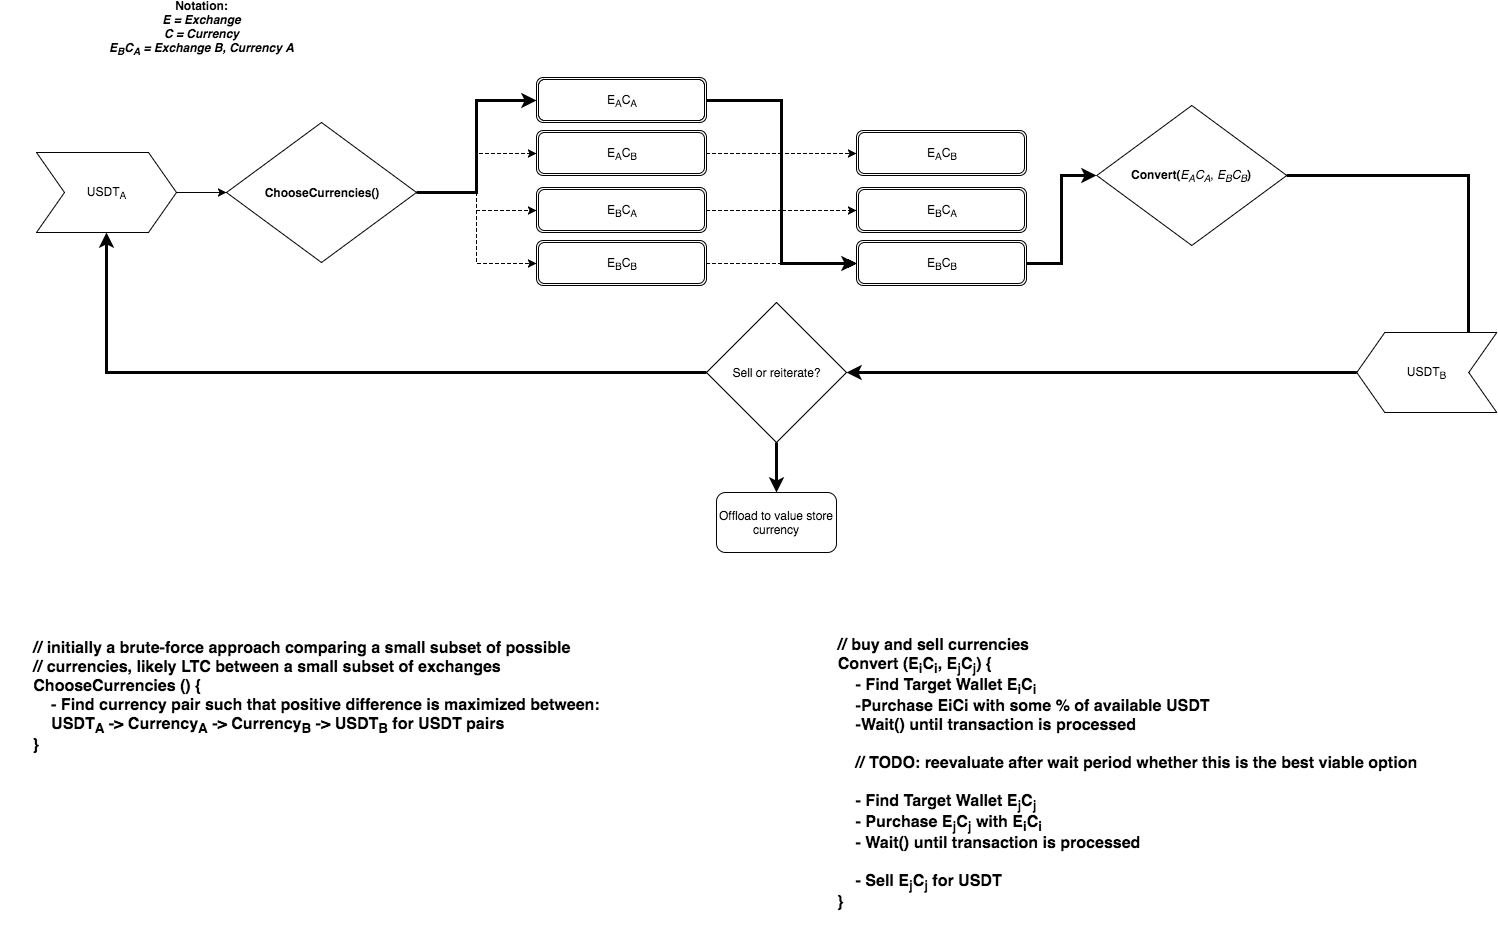 Notation:
E = Exchange
C = Currency
E_BC_A = Exchange B, Currency A
USDT_A
ChooseCurrencies()
E_AC_A
E_AC_B
E_BC_A
E_BC_B
E_AC_B
E_BC_A
E_BC_B
Convert(E_AC_A, E_BC_B)
USDT_B
Sell or reiterate?
Offload to value store
currency
// initially a brute-force approach comparing a small subset of possible
// currencies, likely LTC between a small subset of exchanges
ChooseCurrencies () {
- Find currency pair such that positive difference is maximized between:
USDT_A -> Currency_A -> Currency_B -> USDT_B for USDT pairs
}
// buy and sell currencies
Convert (E_iC_i, E_jC_j) {
- Find Target Wallet E_iC_i
-Purchase EiCi with some % of available USDT
-Wait() until transaction is processed
// TODO: reevaluate after wait period whether this is the best viable option
- Find Target Wallet E_jC_j
- Purchase E_jC_j with E_iC_i
- Wait() until transaction is processed
- Sell E_jC_j for USDT
}